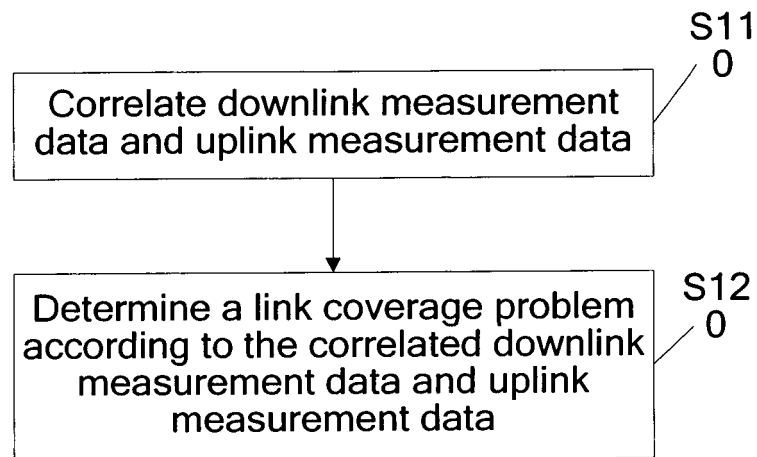 S11
0
Correlate downlink measurement
data and uplink measurement data
S12
0
Determine a link coverage problem
according to the correlated downlink
measurement data and uplink
measurement data